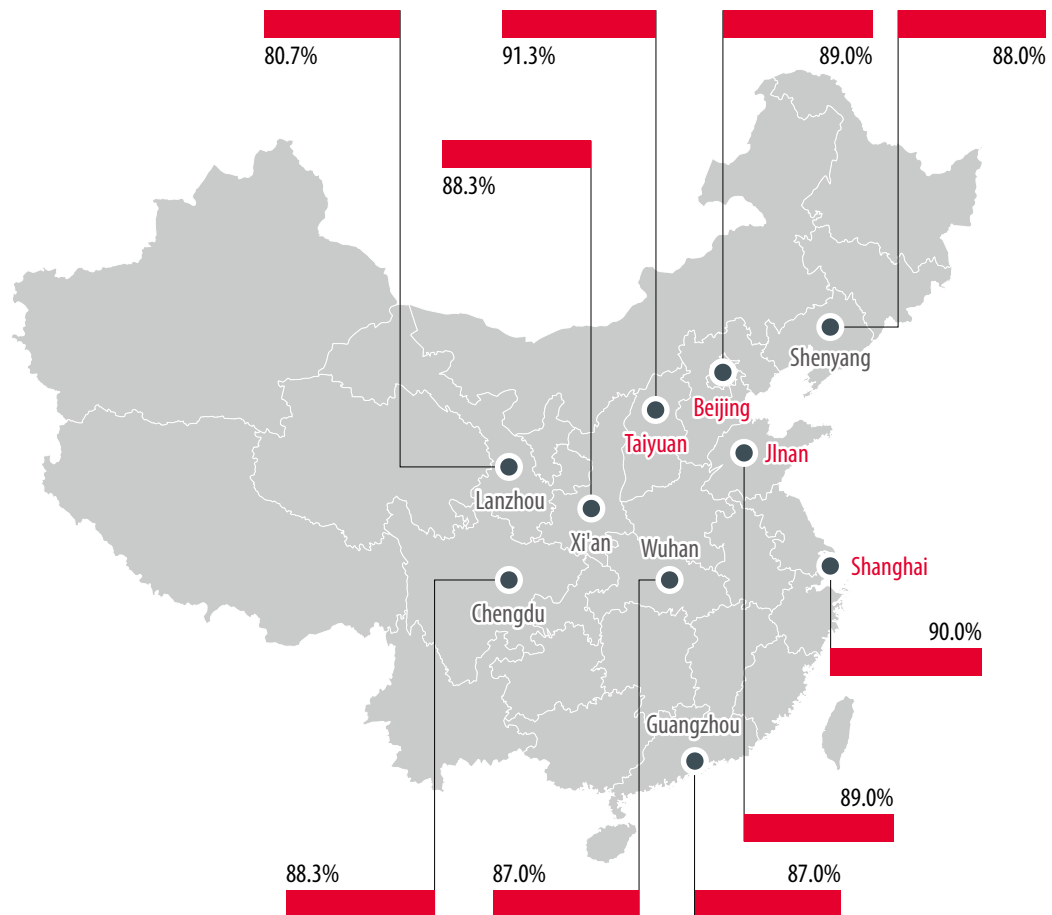 80.7%
91.3%
89.0%
88.0%
88.3%
Shenyang
Beijing
Taiyuan
JInan
Lanzhou
Xi'an
Wuhan
Shanghai
Chengdu
90.0%
Guangzhou
89.0%
88.3%
87.0%
87.0%